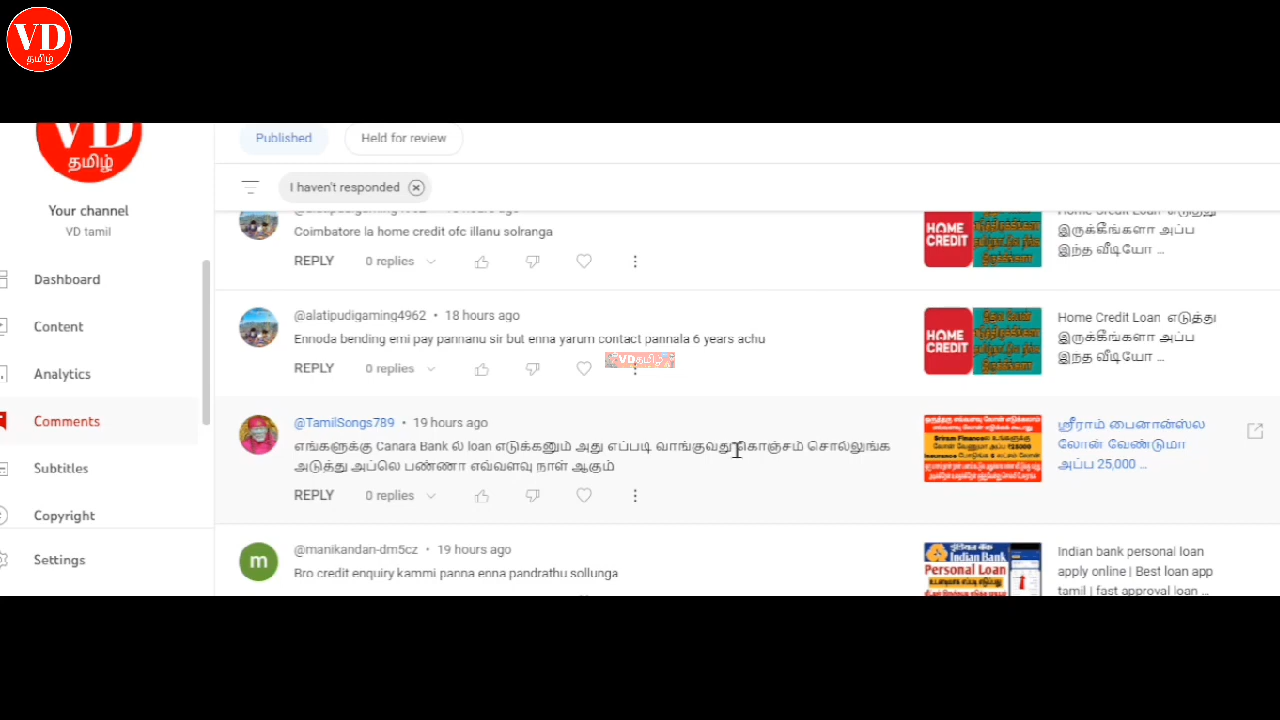 VD
தமிழ்
VD
தமிழ்
Published
Held for review
I haven't responded
Your channel
VD tamil
Dashboard
Content
Analytics
Comments
Subtitles
Copyright
Settings
Coimbatore la home credit ofc illanu solranga
REPLY 0 replies
HOME CREDIT
Home Credit Loan எடுத்து
இருக்கீங்களா அப்ப
இந்த வீடியோ ...
@alatipudigaming4962 • 18 hours ago
Ennoda bending emi pay pannanu sir but enna yarum contact pannala 6 years achu
REPLY 0 replies
VDதமிழ்
HOME CREDIT
Home Credit Loan எடுத்து
இருக்கீங்களா அப்ப
இந்த வீடியோ ...
@TamilSongs789 • 19 hours ago
எங்களுக்கு Canara Bank ல் loan எடுக்கனும் அது எப்படி வாங்குவது கொஞ்சம் சொல்லுங்க
அடுத்து அப்லெ பண்ணா எவ்வளவு நாள் ஆகும்
REPLY 0 replies
ஸ்ரீராம் பைனான்ஸ்ல
லோன் வேண்டுமா
அப்ப 25,000 ...
m
@manikandan-dm5cz • 19 hours ago
Bro credit enquiry kammi panna enna pandrathu sollunga
Indian Bank
Personal Loan
Indian bank personal loan
apply online | Best loan app
tamil | fast approval loan ...